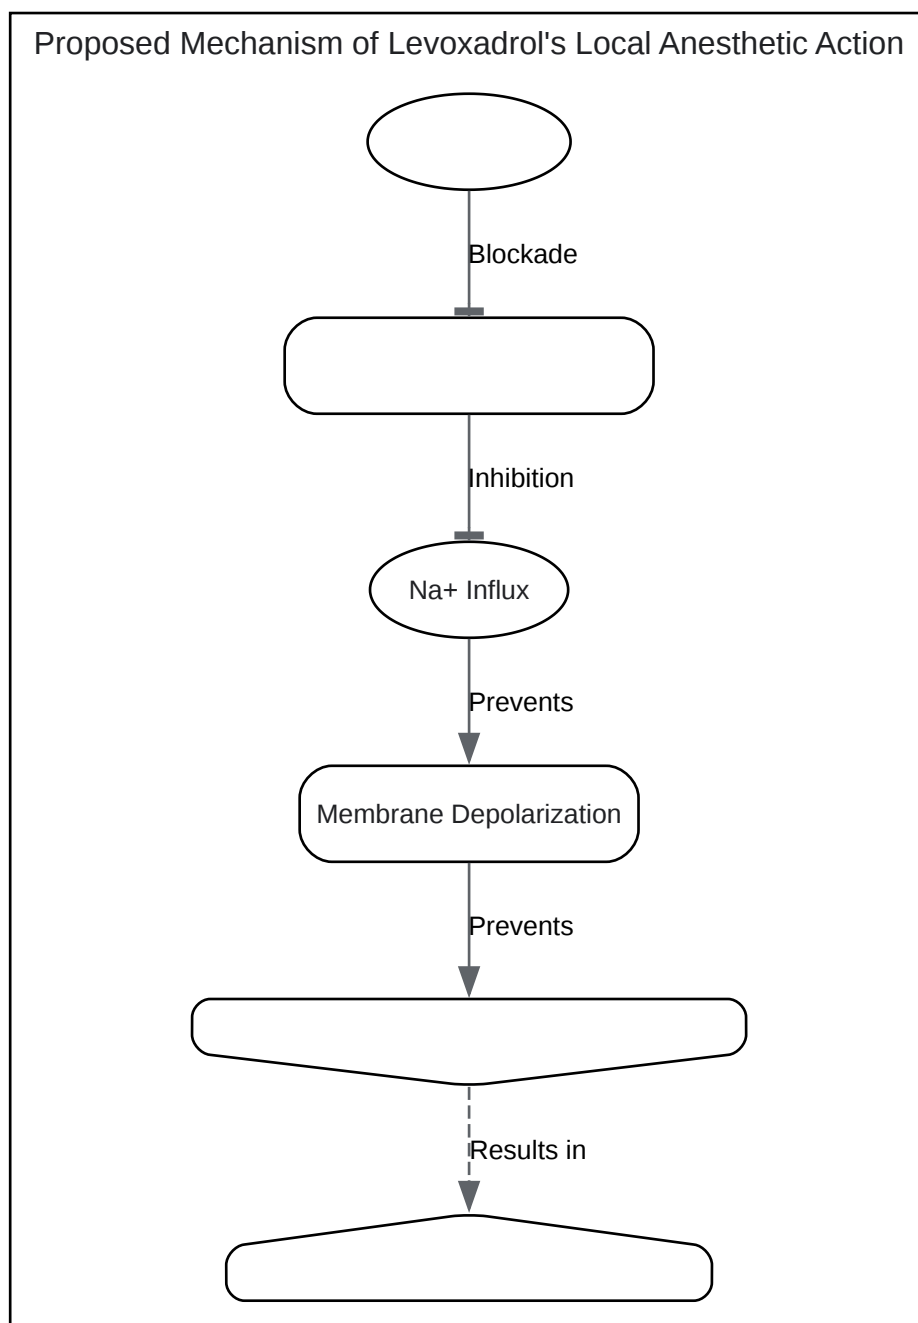 Proposed Mechanism of Levoxadrol's Local Anesthetic Action
Blockade
Inhibition
Na+ Influx
Prevents
Membrane Depolarization
Prevents
Results in